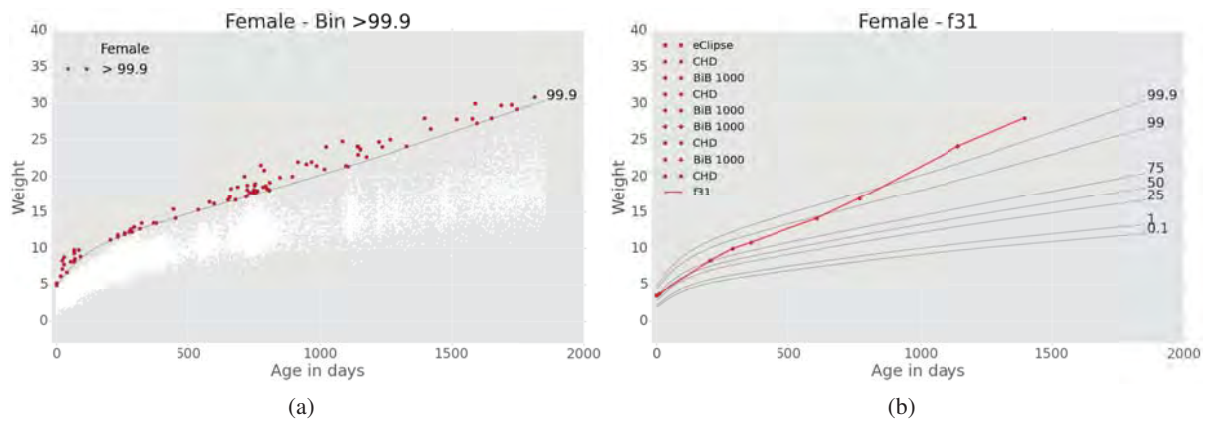 Female - Bin >99.9
Weight
40
35
30
25
20
15
10
5
0
Female
> 99.9
99.9
0
500
1000
1500
2000
Age in days
(a)
Female - f31
Weight
40
35
30
25
20
15
10
5
0
eClipse
CHD
BiB 1000
CHD
BiB 1000
BiB 1000
CHD
BiB 1000
CHD
f31
99.9
99
75
50
25
1
0.1
0
500
1000
1500
2000
Age in days
(b)